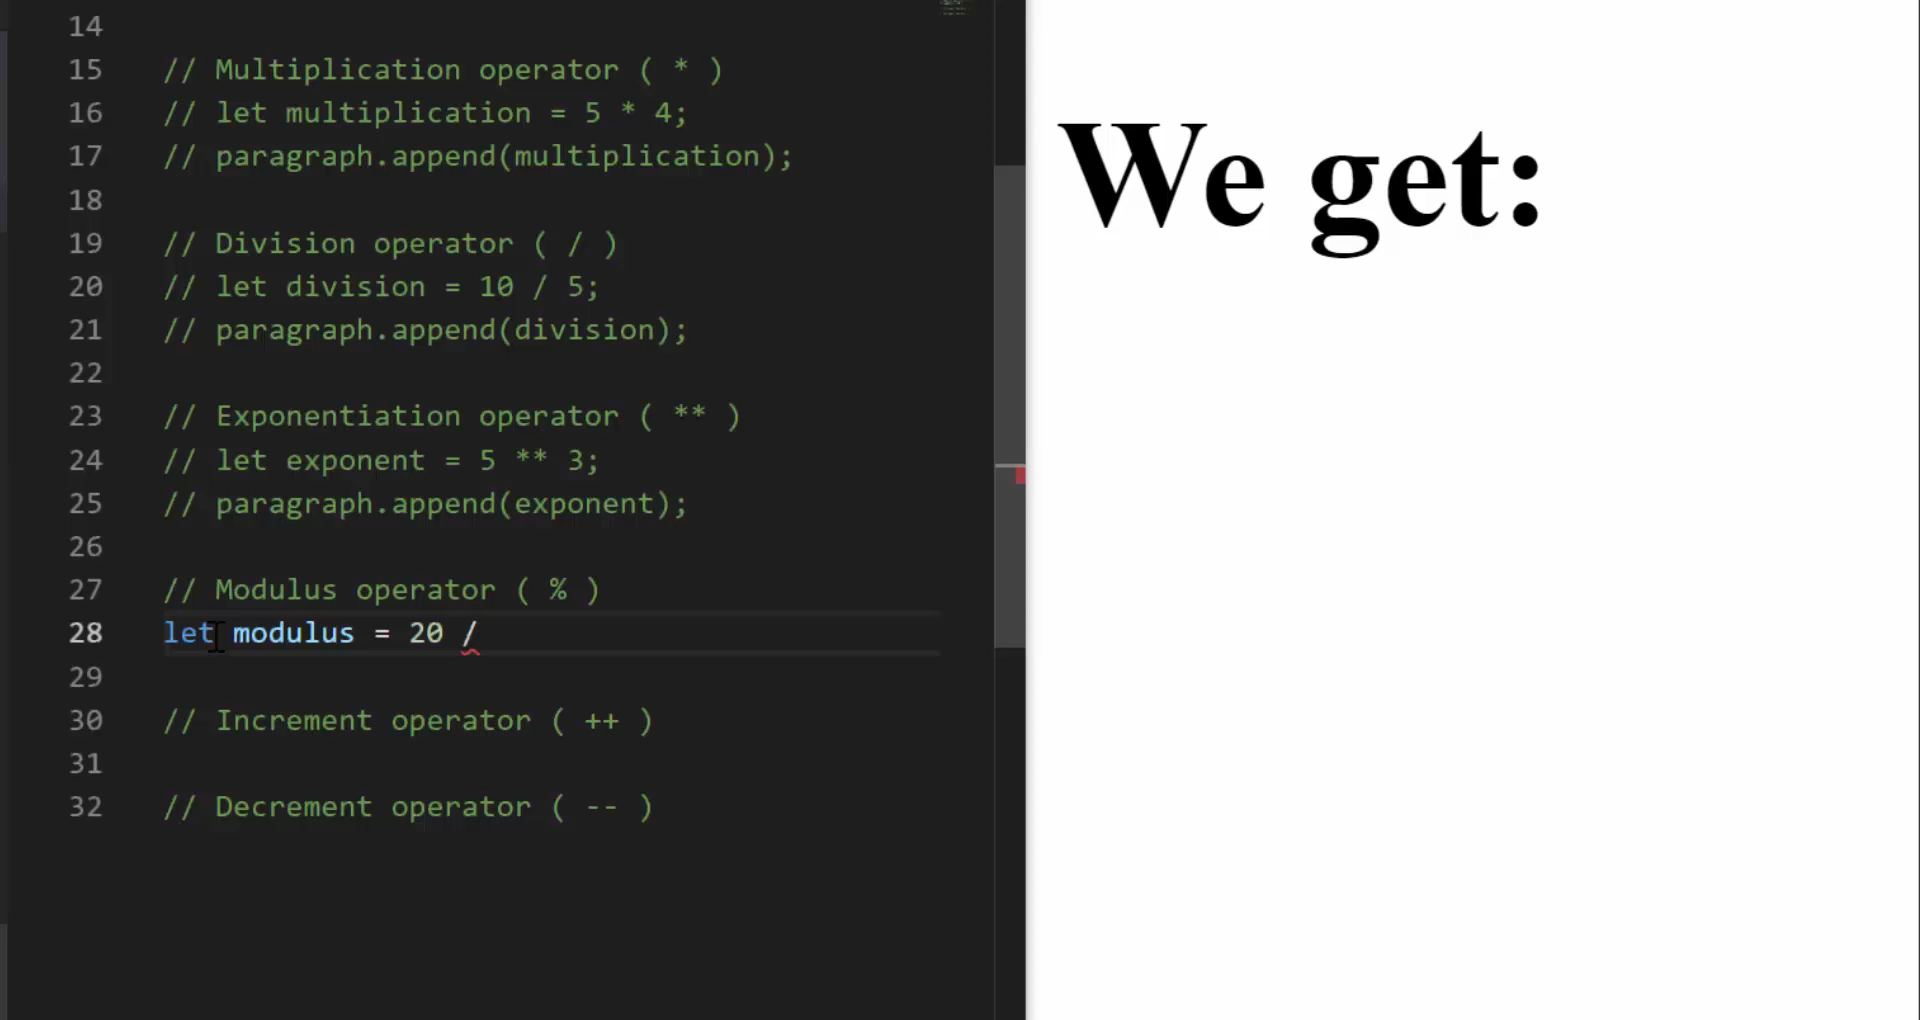 14
15 // Multiplication operator ( * )
16 // let multiplication = 5 * 4;
17 // paragraph.append(multiplication);
18
19 // Division operator ( / )
20 // let division = 10 / 5;
21 // paragraph.append(division);
22
23 // Exponentiation operator ( ** )
24 // let exponent = 5 ** 3;
25 // paragraph.append(exponent);
26
27 // Modulus operator ( % )
28 let modulus = 20 /
29
30 // Increment operator ( ++ )
31
32 // Decrement operator ( -- )
We get: